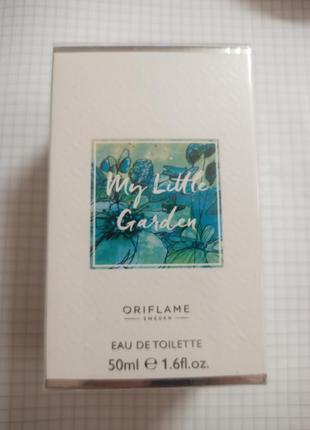 My Little
Garden
ORIFLAME
SWEDEN
EAU DE TOILETTE
50ml ℮ 1.6fl.oz.